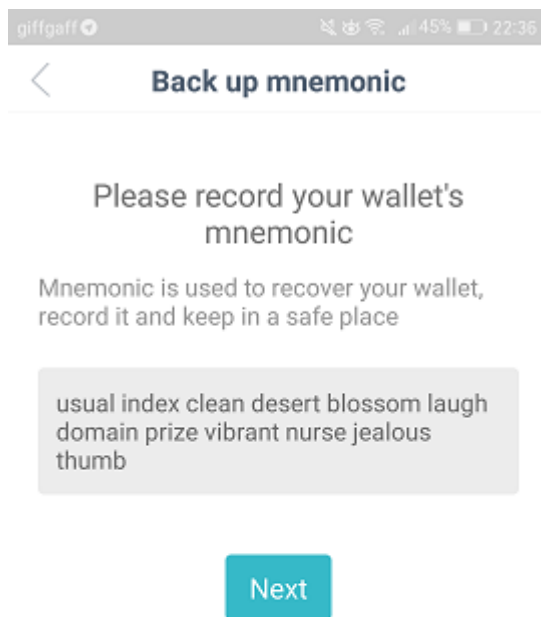 giffgaff 45% 22:36
Back up mnemonic
Please record your wallet's
mnemonic
Mnemonic is used to recover your wallet,
record it and keep in a safe place
usual index clean desert blossom laugh
domain prize vibrant nurse jealous
thumb
Next